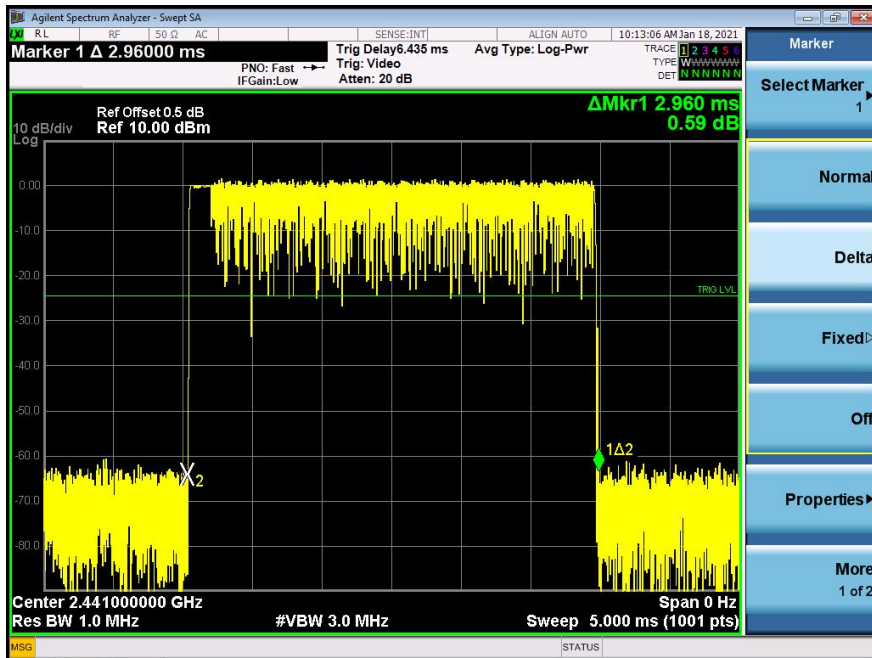 Agilent Spectrum Analyzer - Swept SA
LXI RL RF 50 Ω AC SENSE:INT ALIGN AUTO 10:13:06 AM Jan 18, 2021
Marker 1 Δ 2.96000 ms
PNO: Fast
IFGain:Low
Trig Delay6.435 ms
Trig: Video
Atten: 20 dB
Avg Type: Log-Pwr
TRACE 1 2 3 4 5 6
TYPE WWWWWWW
DET N N N N N N
ΔMkr1 2.960 ms
0.59 dB
Ref Offset 0.5 dB
10 dB/div Ref 10.00 dBm
Log
0.00
-10.0
-20.0
TRIG LVL
-30.0
-40.0
-50.0
-60.0
1Δ2
2
-70.0
-80.0
Center 2.441000000 GHz Span 0 Hz
Res BW 1.0 MHz #VBW 3.0 MHz Sweep 5.000 ms (1001 pts)
MSG STATUS
Marker
Select Marker
1
Normal
Delta
Fixed
Off
Properties
More
1 of 2